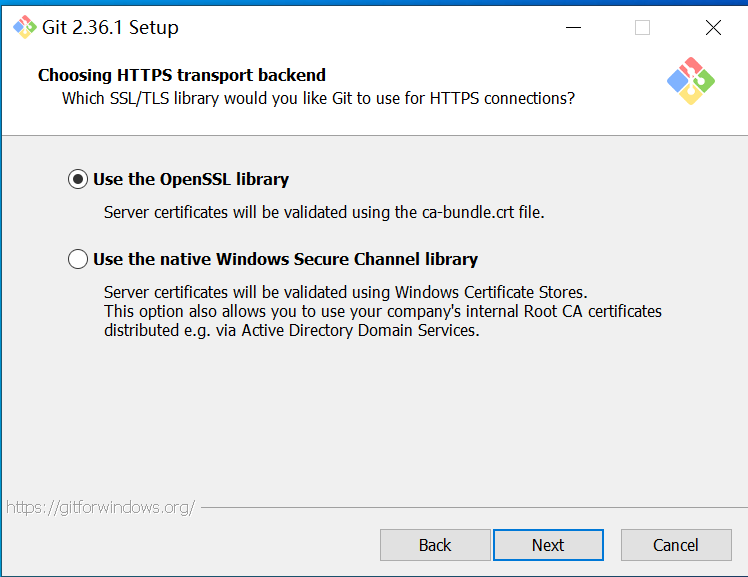 Git 2.36.1 Setup
Choosing HTTPS transport backend
Which SSL/TLS library would you like Git to use for HTTPS connections?
Use the OpenSSL library
Server certificates will be validated using the ca-bundle.crt file.
Use the native Windows Secure Channel library
Server certificates will be validated using Windows Certificate Stores.
This option also allows you to use your company's internal Root CA certificates
distributed e.g. via Active Directory Domain Services.
https://gitforwindows.org/
Back Next Cancel